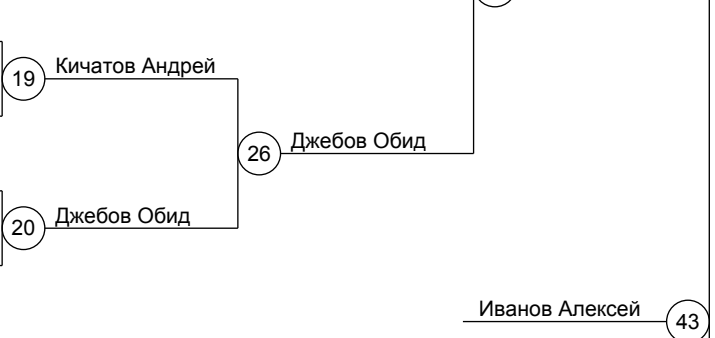 19 Кичатов Андрей
26 Джебов Обид
20 Джебов Обид
Иванов Алексей 43